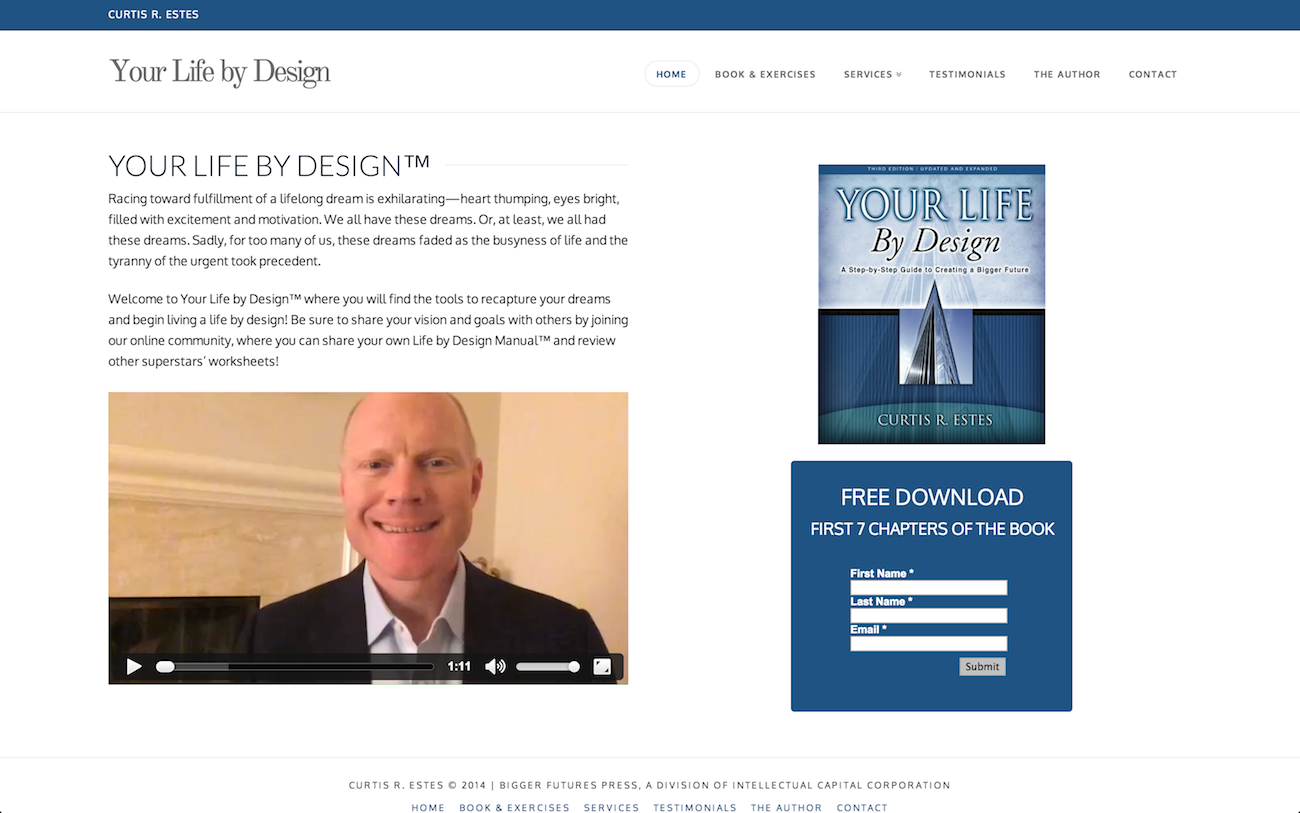 CURTIS R. ESTES
Your Life by Design
HOME BOOK & EXERCISES SERVICES TESTIMONIALS THE AUTHOR CONTACT
YOUR LIFE BY DESIGN™
Racing toward fulfillment of a lifelong dream is exhilarating—heart thumping, eyes bright,
filled with excitement and motivation. We all have these dreams. Or, at least, we all had
these dreams. Sadly, for too many of us, these dreams faded as the busyness of life and the
tyranny of the urgent took precedent.
Welcome to Your Life by Design™ where you will find the tools to recapture your dreams
and begin living a life by design! Be sure to share your vision and goals with others by joining
our online community, where you can share your own Life by Design Manual™ and review
other superstars’ worksheets!
1:11
THIRD EDITION : UPDATED AND EXPANDED
YOUR LIFE
By Design
A Step-by-Step Guide to Creating a Bigger Future
CURTIS R. ESTES
FREE DOWNLOAD
FIRST 7 CHAPTERS OF THE BOOK
First Name *
Last Name *
Email *
Submit
CURTIS R. ESTES © 2014 | BIGGER FUTURES PRESS, A DIVISION OF INTELLECTUAL CAPITAL CORPORATION
HOME BOOK & EXERCISES SERVICES TESTIMONIALS THE AUTHOR CONTACT